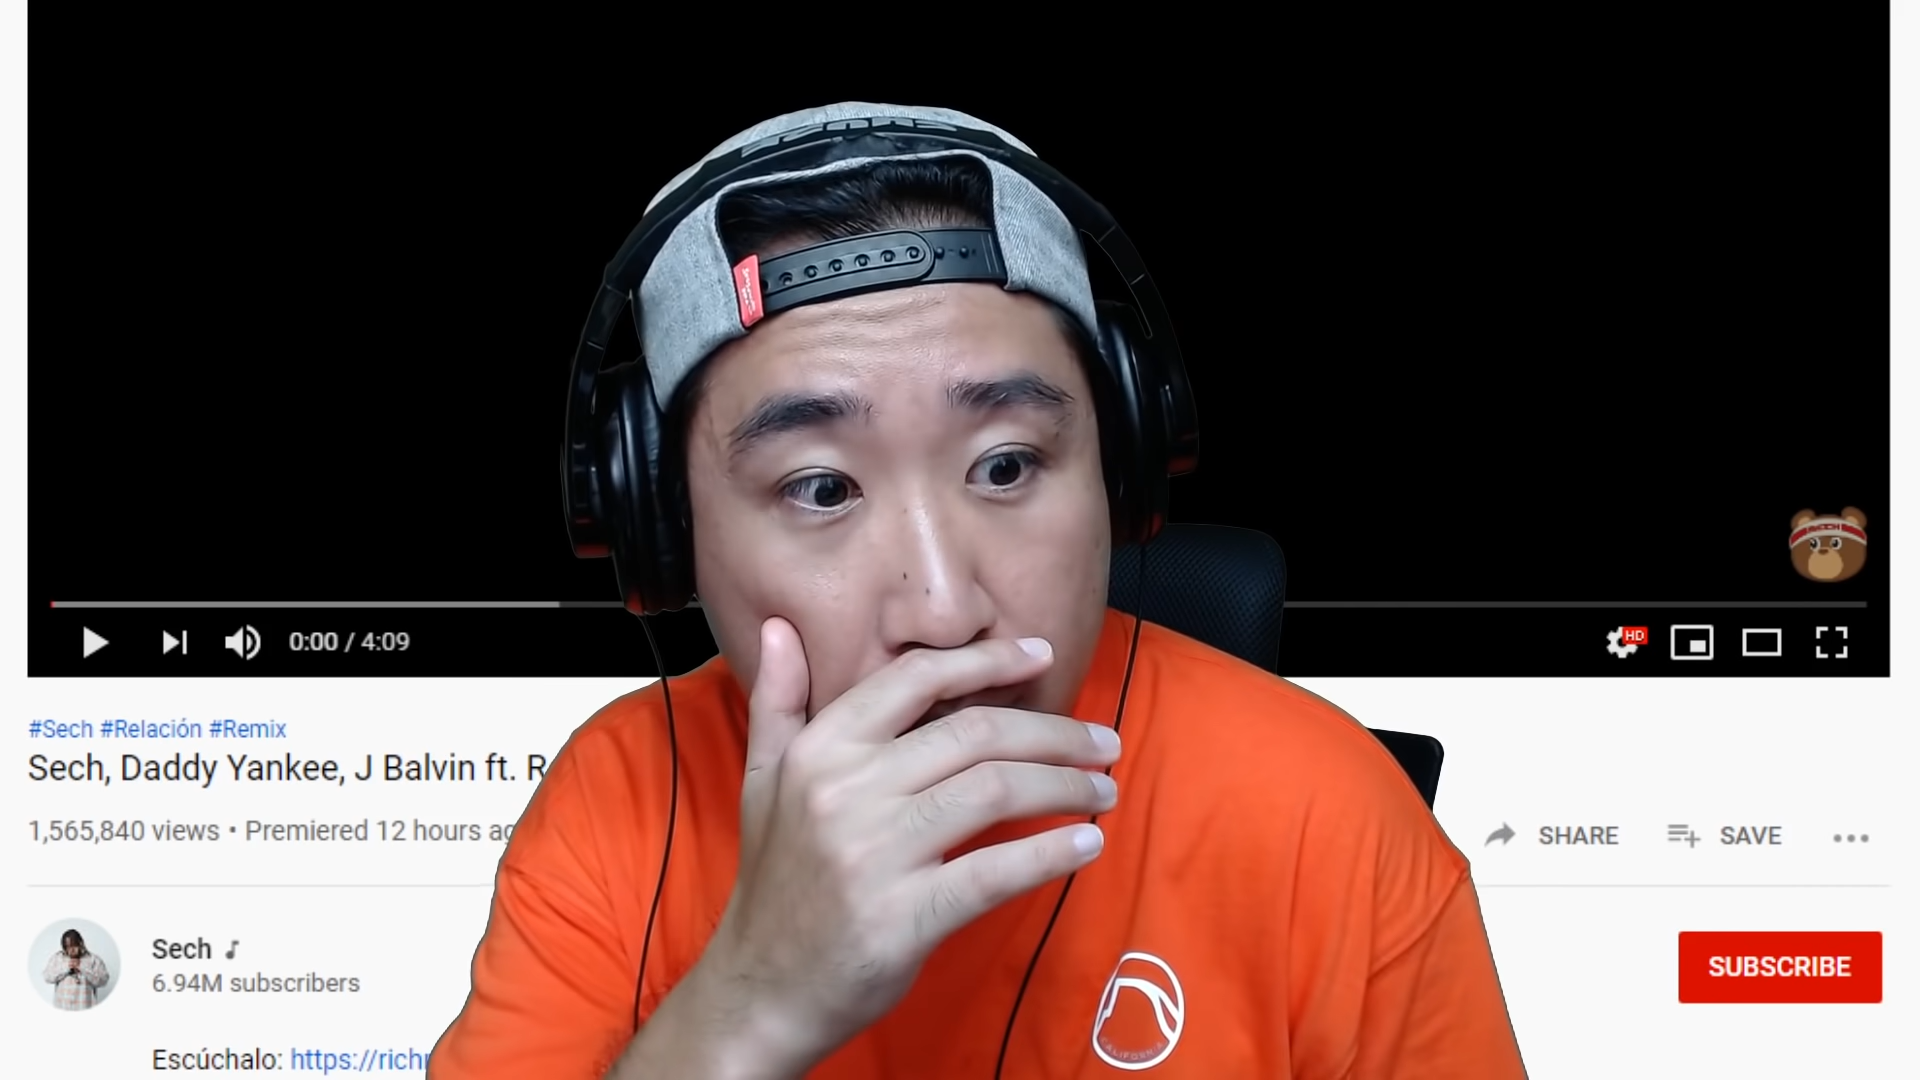 HD
0:00 / 4:09
#Sech #Relación #Remix
Sech, Daddy Yankee, J Balvin ft. R
1,565,840 views • Premiered 12 hours ag
SHARE
SAVE
Sech
6.94M subscribers
SUBSCRIBE
Escúchalo: https://richr
CALIFORNIA